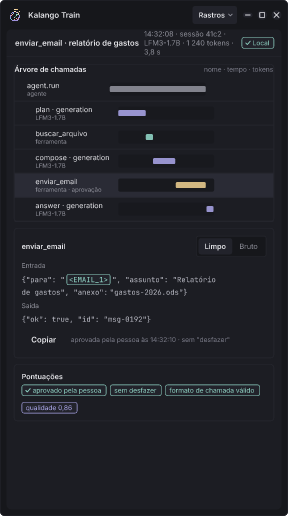 Kalango Train
Rastros
enviar_email · relatório de gastos
14:32:08 · sessão 41c2 ·
LFM3-1.7B · 1 240 tokens ·
3,8 s
Local
Árvore de chamadas
nome · tempo · tokens
agent.run
agente
plan · generation
LFM3-1.7B
buscar_arquivo
ferramenta
compose · generation
LFM3-1.7B
enviar_email
ferramenta · aprovação
answer · generation
LFM3-1.7B
enviar_email
Limpo
Bruto
Entrada
{"para": "<EMAIL_1>", "assunto": "Relatório
de gastos", "anexo": "gastos-2026.ods"}
Saída
{"ok": true, "id": "msg-0192"}
Copiar
aprovado pela pessoa às 14:32:10 · sem "desfazer"
Pontuações
aprovado pela pessoa
sem desfazer
formato de chamada válido
qualidade 0,86